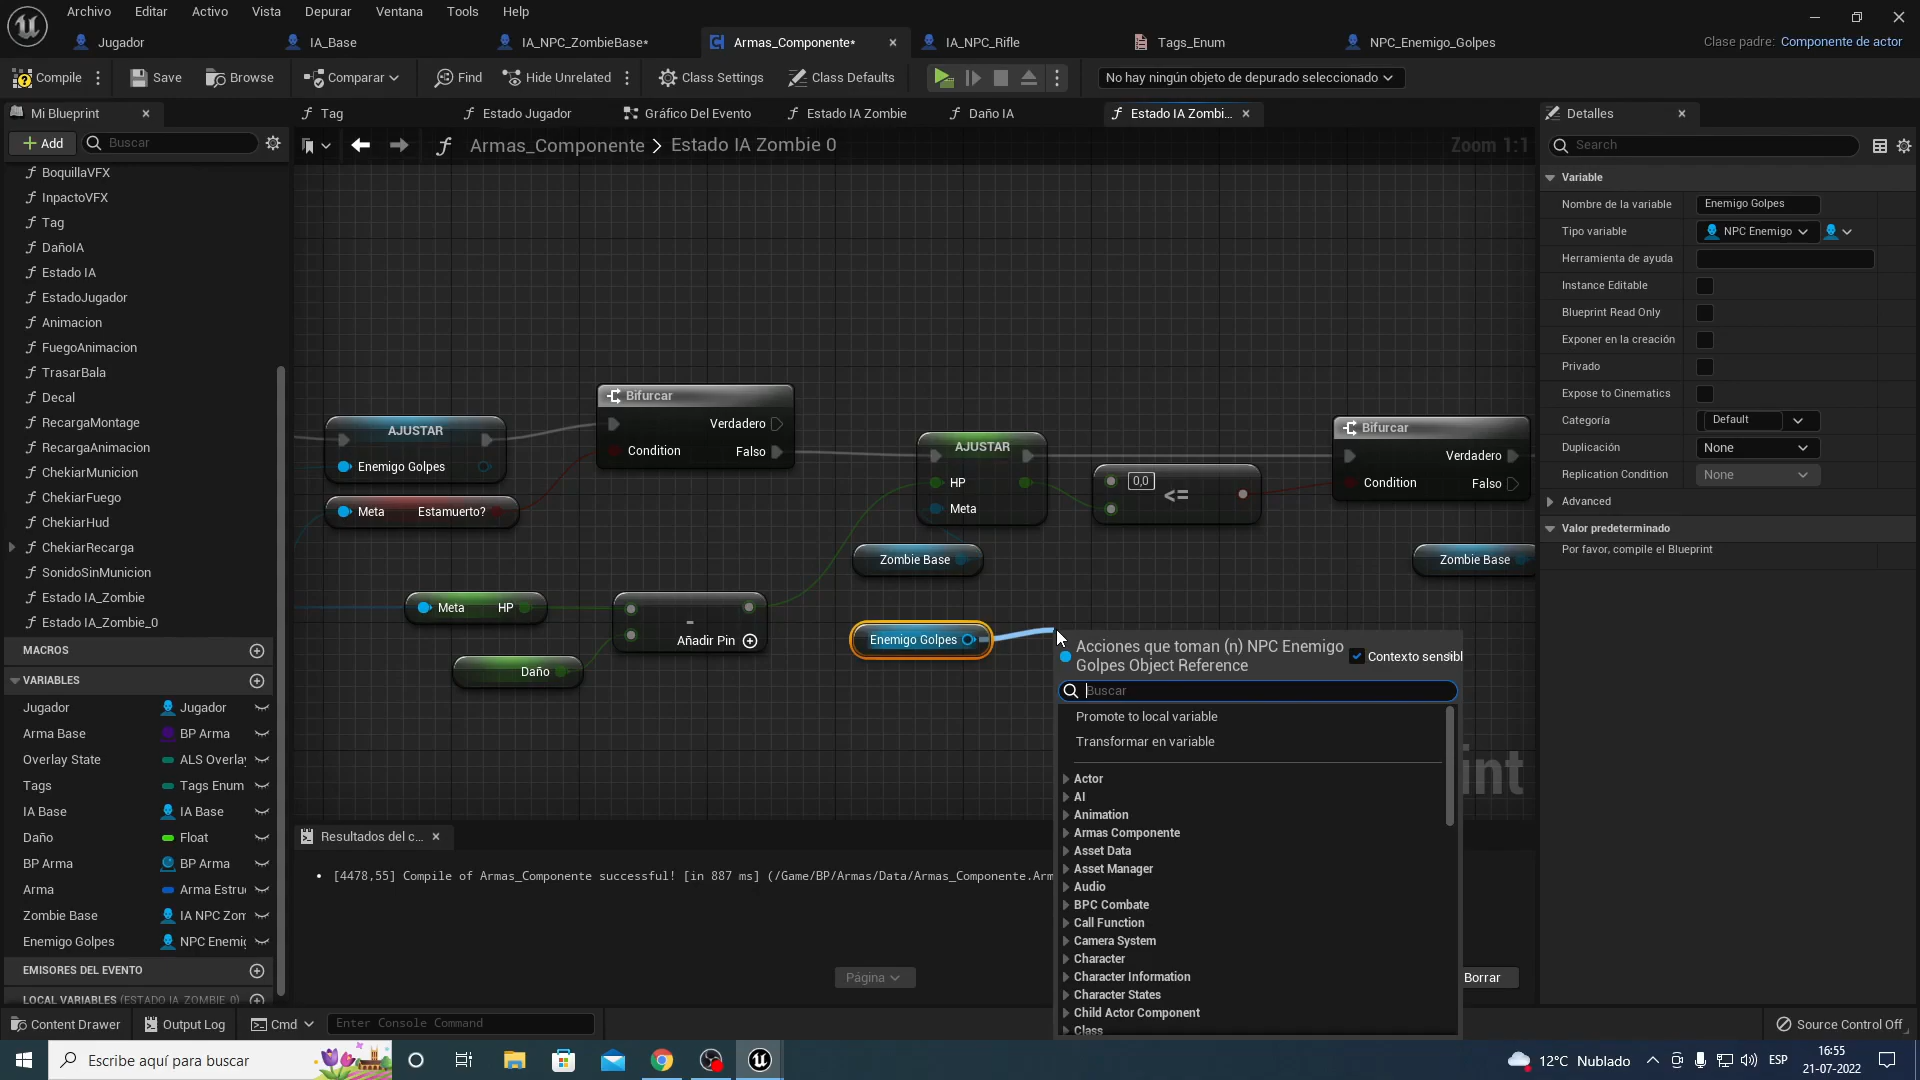 Archivo Editar Activo Vista Depurar Ventana Tools Help
Jugador IA_Base IA_NPC_ZombieBase* Armas_Componente* IA_NPC_Rifle Tags_Enum NPC_Enemigo_Golpes Clase padre: Componente de actor
Compile Save Browse Comparar Find Hide Unrelated Class Settings Class Defaults No hay ningún objeto de depurado seleccionado
Mi Blueprint Tag Estado Jugador Gráfico Del Evento Estado IA Zombie Daño IA Estado IA Zombi... Detalles
Add Buscar Armas_Componente > Estado IA Zombie 0 Zoom 1:1 Search
BoquillaVFX
InpactoVFX
Tag
DañoIA
Estado IA
EstadoJugador
Animacion
FuegoAnimacion
TrasarBala
Decal
RecargaMontage
RecargaAnimacion
ChekiarMunicion
ChekiarFuego
ChekiarHud
ChekiarRecarga
SonidoSinMunicion
Estado IA_Zombie
Estado IA_Zombie_0
MACROS
VARIABLES
Jugador Jugador
Arma Base BP Arma
Overlay State ALS Overla
Tags Tags Enum
IA Base IA Base
Daño Float
BP Arma BP Arma
Arma Arma Estru
Zombie Base IA NPC Zom
Enemigo Golpes NPC Enemi
EMISORES DEL EVENTO
LOCAL VARIABLES (ESTADO IA_ZOMBIE_0)
AJUSTAR
Enemigo Golpes
Meta Estamuerto?
Bifurcar
Verdadero
Condition
Falso
Meta HP
Daño
-
Añadir Pin
AJUSTAR
HP
Meta
Zombie Base
Enemigo Golpes
0,0
<=
Bifurcar
Verdadero
Condition Falso
Zombie Base
Acciones que toman (n) NPC Enemigo
Golpes Object Reference
Contexto sensibl
Buscar
Promote to local variable
Transformar en variable
Actor
AI
Animation
Armas Componente
Asset Data
Asset Manager
Audio
BPC Combate
Call Function
Camera System
Character
Character Information
Character States
Child Actor Component
Class
int
Resultados del c...
[4478,55] Compile of Armas_Componente successful! [in 887 ms] (/Game/BP/Armas/Data/Armas_Componente.Arm
Página
Borrar
Variable
Nombre de la variable Enemigo Golpes
Tipo variable NPC Enemigo
Herramienta de ayuda
Instance Editable
Blueprint Read Only
Exponer en la creación
Privado
Expose to Cinematics
Categoría Default
Duplicación None
Replication Condition None
Advanced
Valor predeterminado
Por favor, compile el Blueprint
Content Drawer Output Log Cmd Enter Console Command Source Control Off
Escribe aquí para buscar 12°C Nublado ESP 16:55
21-07-2022